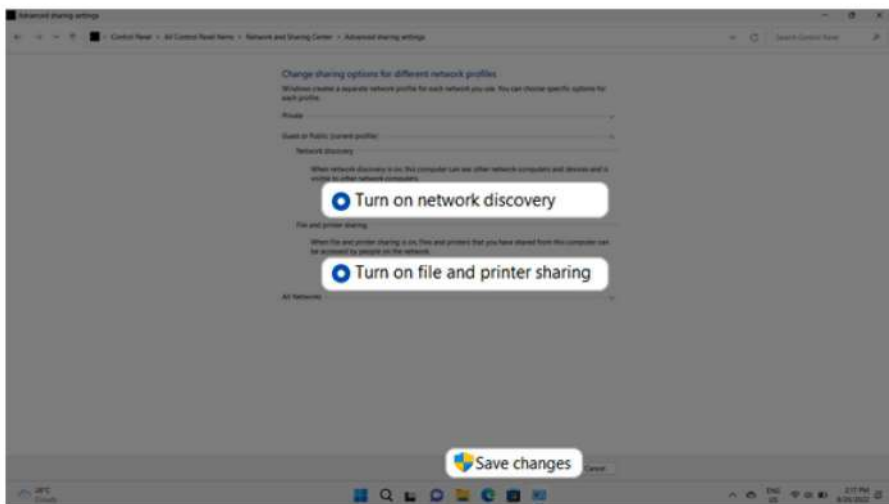 Advanced sharing settings
Control Panel > All Control Panel Items > Network and Sharing Center > Advanced sharing settings
Search Control Panel
Change sharing options for different network profiles
Windows creates a separate network profile for each network you use. You can choose specific options for
each profile.
Private
Guest or Public (current profile)
Network discovery
When network discovery is on, this computer can see other network computers and devices and is
visible to other network computers.
Turn on network discovery
File and printer sharing
When file and printer sharing is on, files and printers that you have shared from this computer can
be accessed by people on the network.
Turn on file and printer sharing
All Networks
Save changes
Cancel
28°C
Cloudy
ENG
US
2:17 PM